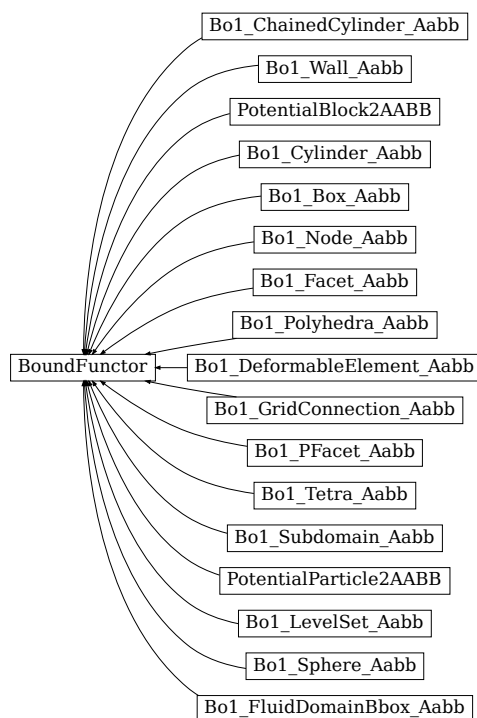 Bo1_ChainedCylinder_Aabb
Bo1_Wall_Aabb
PotentialBlock2AABB
Bo1_Cylinder_Aabb
Bo1_Box_Aabb
Bo1_Node_Aabb
Bo1_Facet_Aabb
Bo1_Polyhedra_Aabb
BoundFunctor
Bo1_DeformableElement_Aabb
Bo1_GridConnection_Aabb
Bo1_PFacet_Aabb
Bo1_Tetra_Aabb
Bo1_Subdomain_Aabb
PotentialParticle2AABB
Bo1_LevelSet_Aabb
Bo1_Sphere_Aabb
Bo1_FluidDomainBbox_Aabb